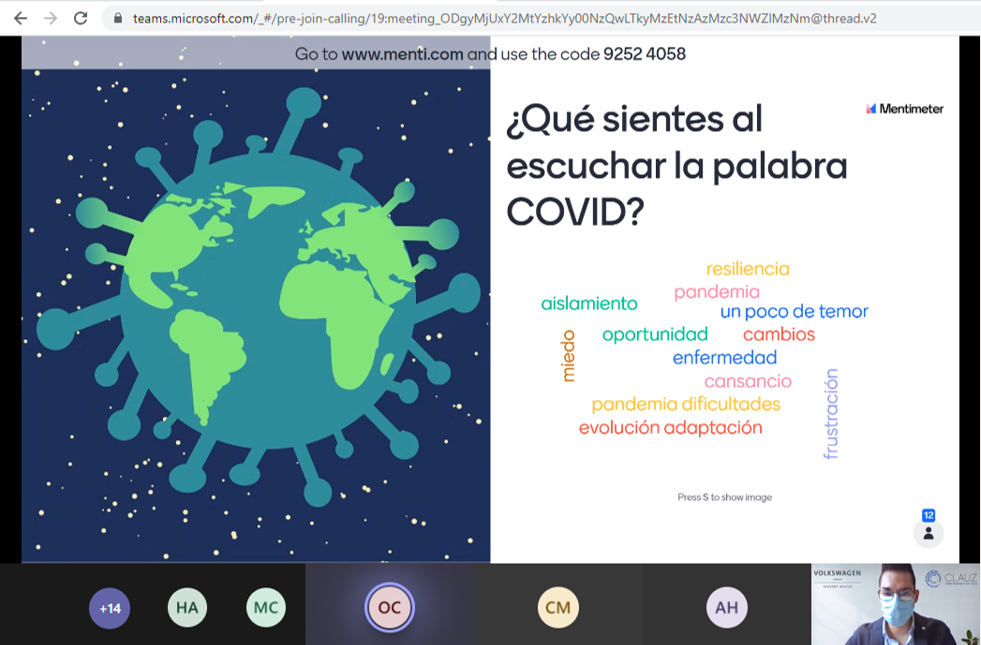 teams.microsoft.com/_#/pre-join-calling/19:meeting_ODgyMjUxY2MtYzhkYy00NzQwLTkyMzEtNzAzMzc3NWZlMzNm@thread.v2
Go to www.menti.com and use the code 9252 4058
Mentimeter
¿Qué sientes al
escuchar la palabra
COVID?
resiliencia
pandemia
aislamiento
un poco de temor
oportunidad
cambios
miedo
enfermedad
cansancio
pandemia dificultades
evolución adaptación
frustración
Press S to show image
12
+14
HA
MC
OC
CM
AH
VOLKSWAGEN
CLAUZ